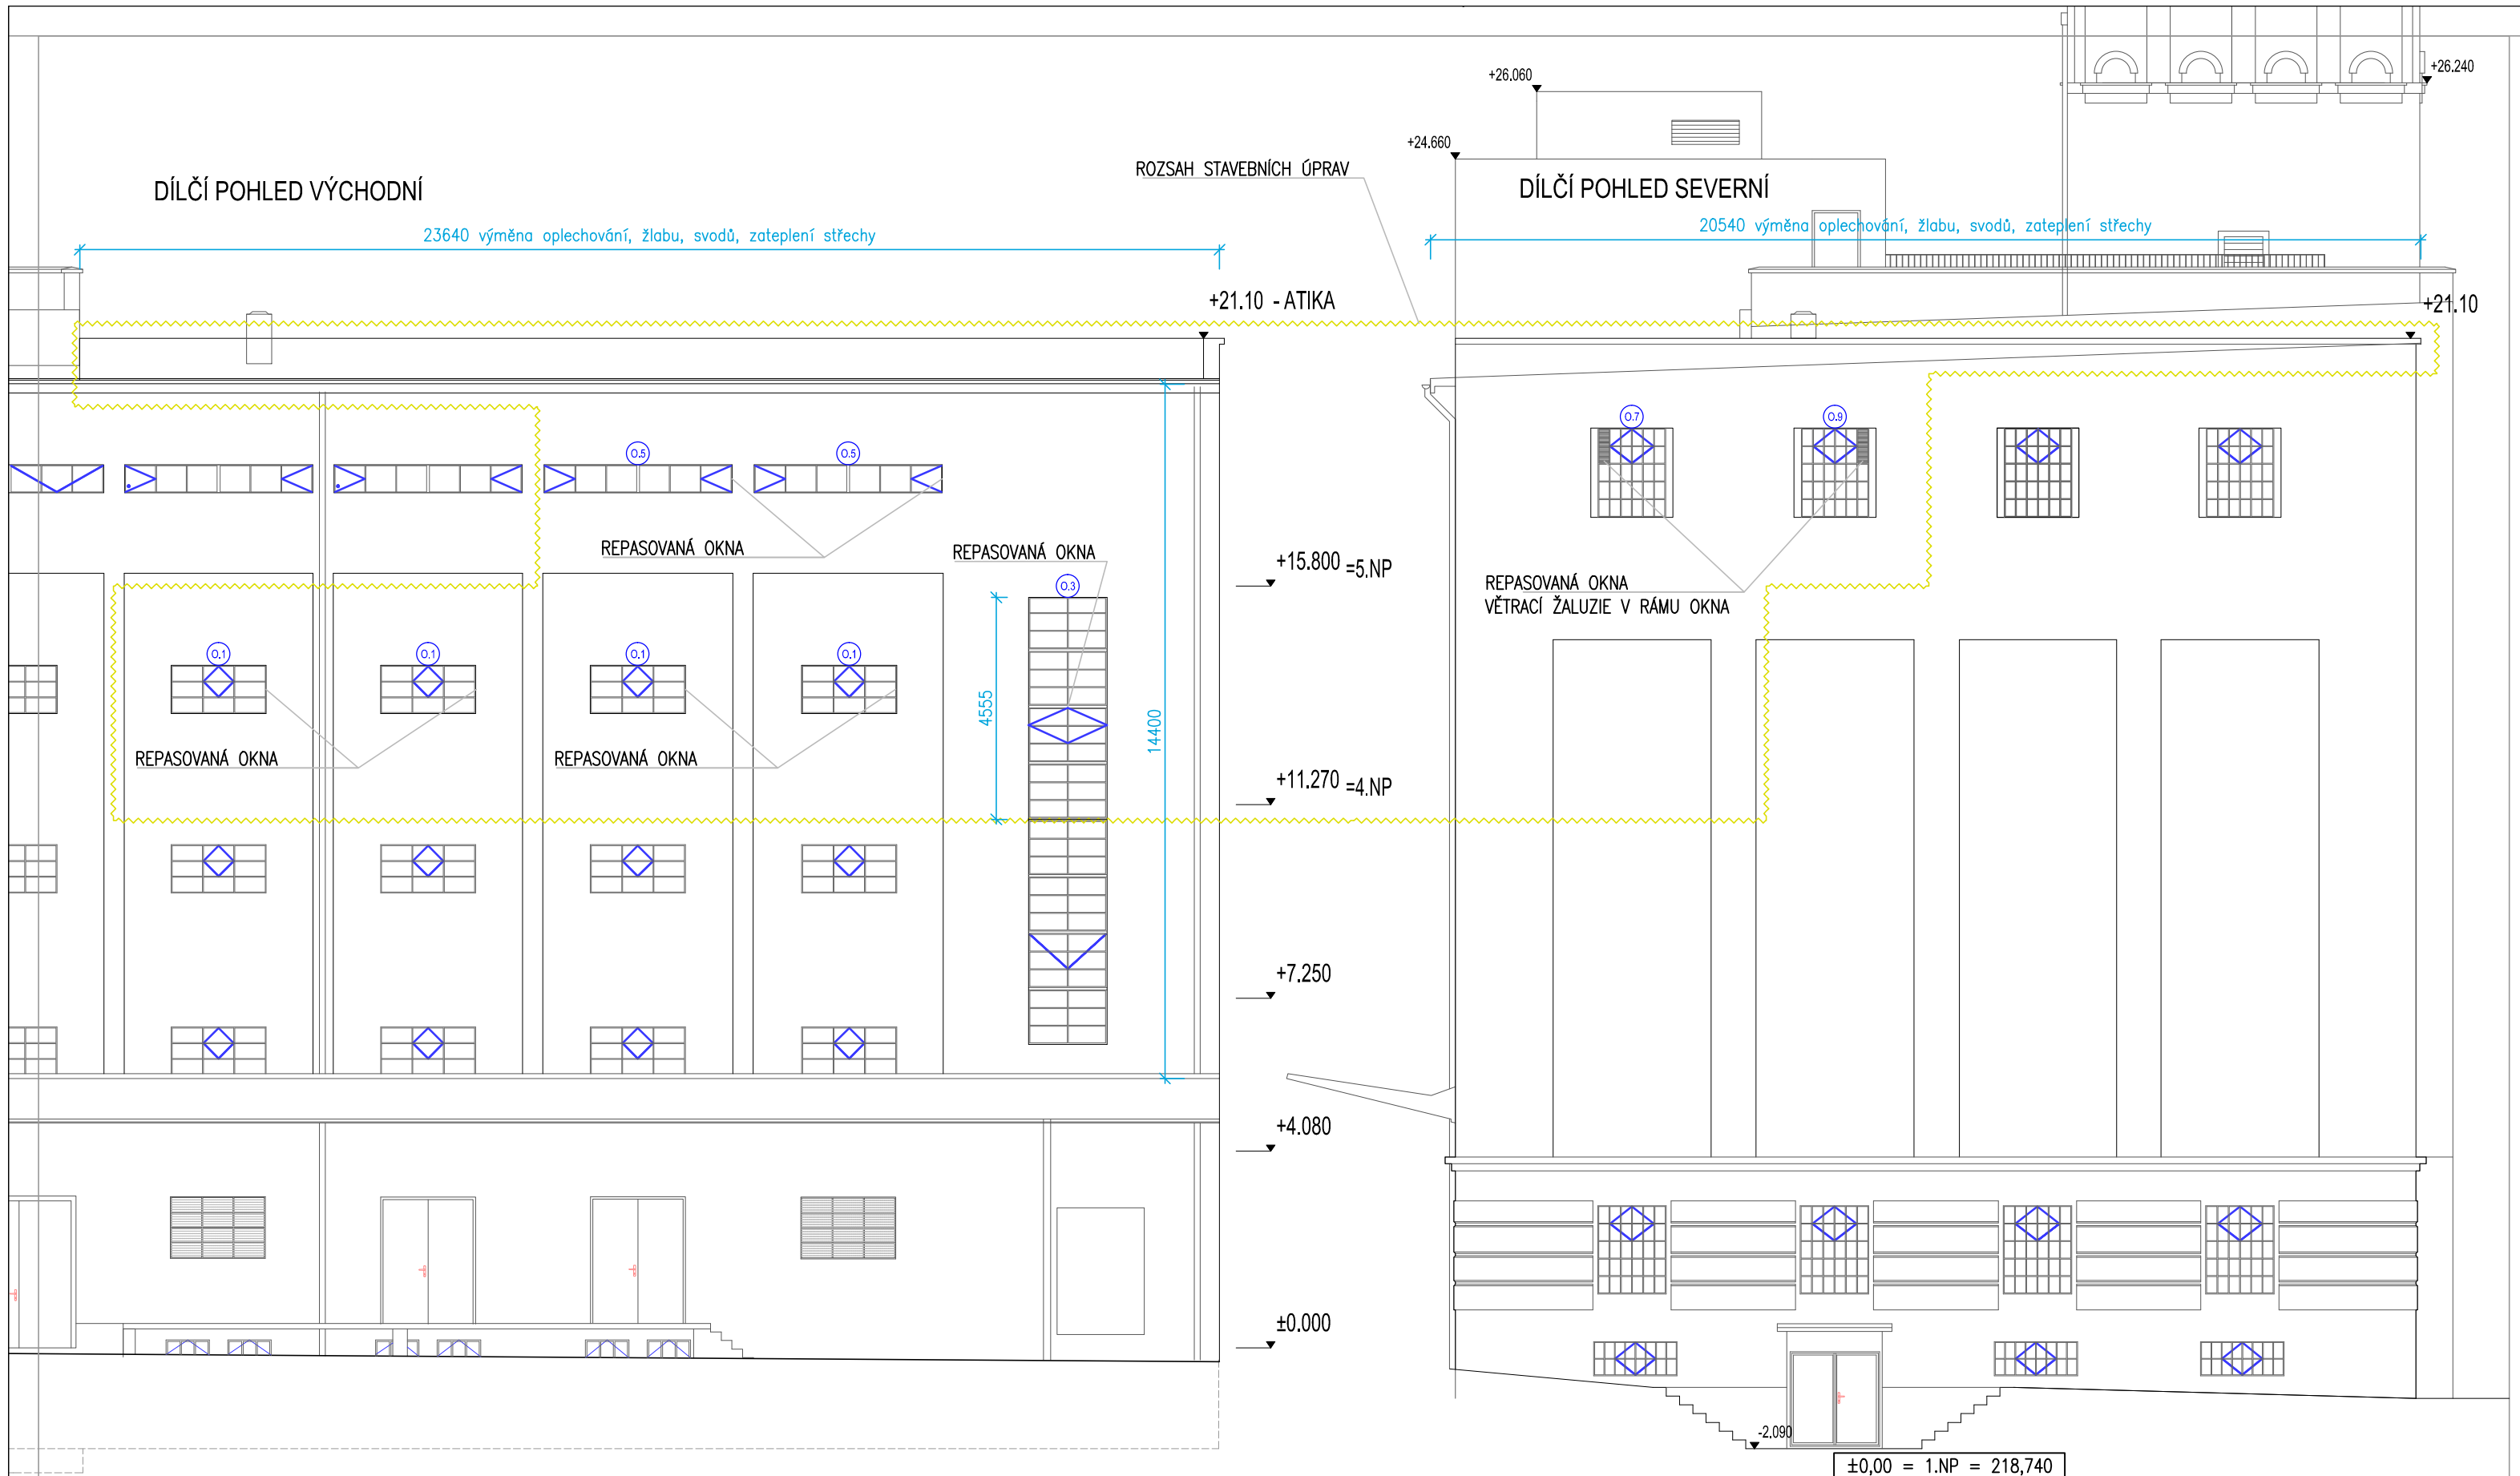 +26.060
+26.240
+24.660
ROZSAH STAVEBNÍCH ÚPRAV
DÍLČÍ POHLED VÝCHODNÍ
DÍLČÍ POHLED SEVERNÍ
23640 výměna oplechování, žlabu, svodů, zateplení střechy
20540 výměna oplechování, žlabu, svodů, zateplení střechy
+21.10 - ATIKA
+21.10
0.7
0.9
0.5
0.5
REPASOVANÁ OKNA
REPASOVANÁ OKNA
+15.800 =5.NP
0.3
REPASOVANÁ OKNA
VĚTRACÍ ŽALUZIE V RÁMU OKNA
0.1
0.1
0.1
0.1
4555
14400
REPASOVANÁ OKNA
REPASOVANÁ OKNA
+11.270 =4.NP
+7.250
+4.080
±0.000
-2.090
±0,00 = 1.NP = 218,740